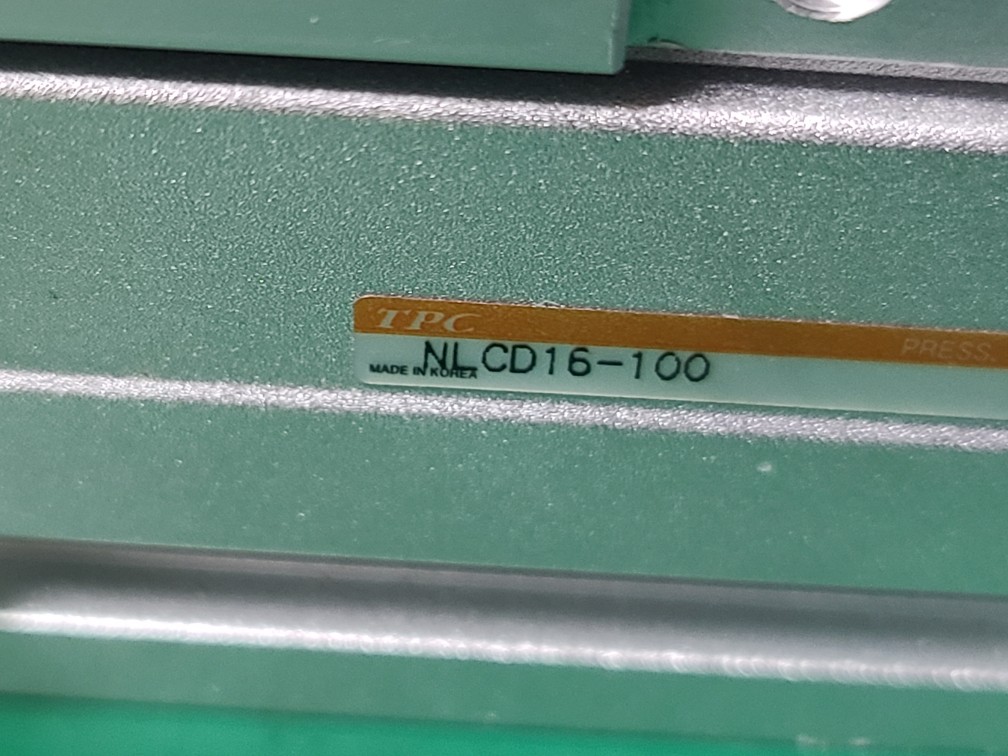 TPC
PRESS.
NLCD16-100
MADE IN KOREA